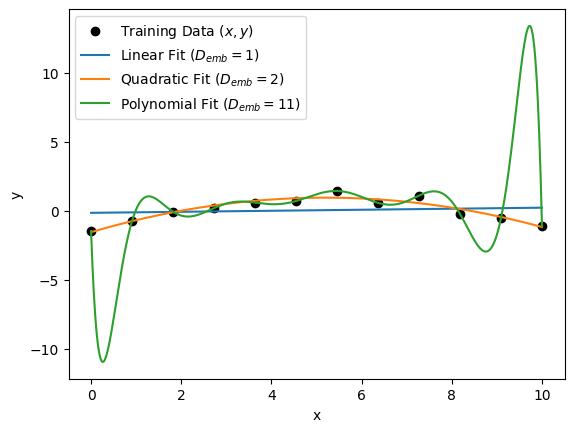 Training Data (x, y)
Linear Fit (D_emb = 1)
Quadratic Fit (D_emb = 2)
Polynomial Fit (D_emb = 11)
10
5
0
−5
−10
y
0 2 4 6 8 10
x